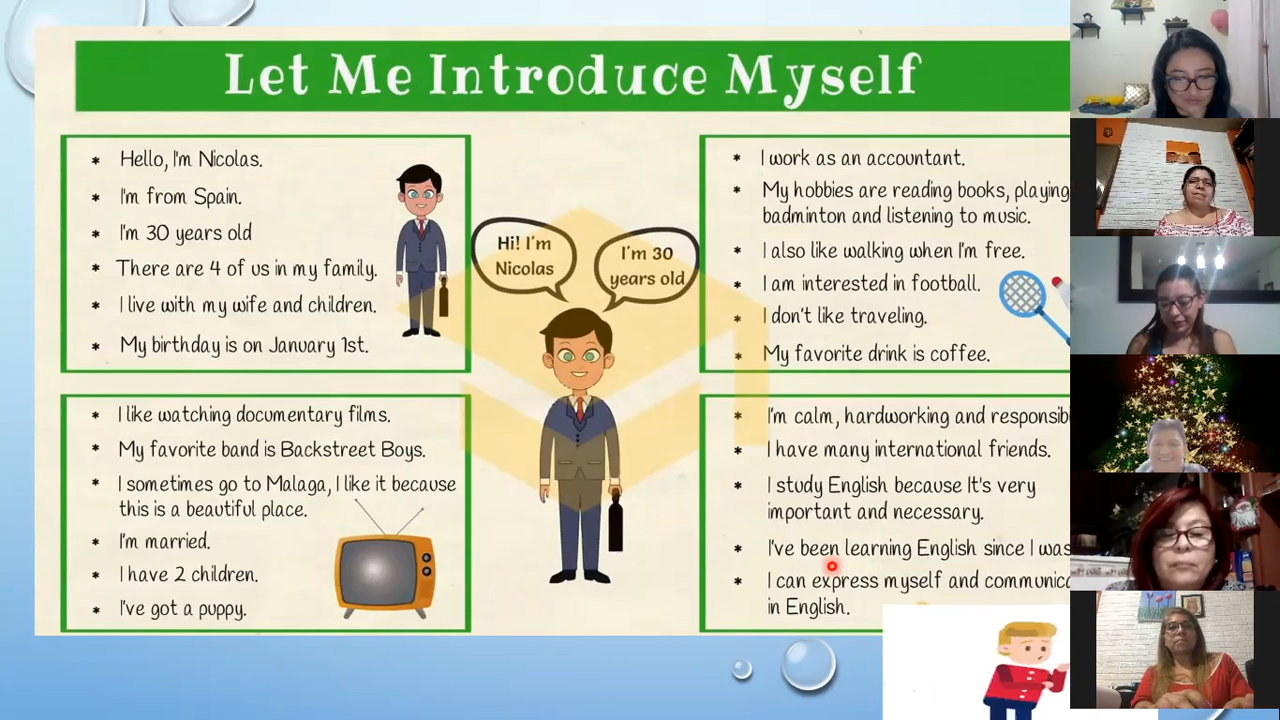 Let Me Introduce Myself
* Hello, I'm Nicolas.
* I'm from Spain.
* I'm 30 years old
* There are 4 of us in my family.
* I live with my wife and children.
* My birthday is on January 1st.
Hi! I'm
Nicolas
I'm 30
years old
* I work as an accountant.
* My hobbies are reading books, playing
badminton and listening to music.
* I also like walking when I'm free.
* I am interested in football.
* I don't like traveling.
* My favorite drink is coffee.
* I like watching documentary films.
* My favorite band is Backstreet Boys.
* I sometimes go to Malaga, I like it because
this is a beautiful place.
* I'm married.
* I have 2 children.
* I've got a puppy.
* I'm calm, hardworking and
* I have many international friends.
* I study English because It's very
important and necessary.
* I've been learning English since I was
* I can express myself and
in English.